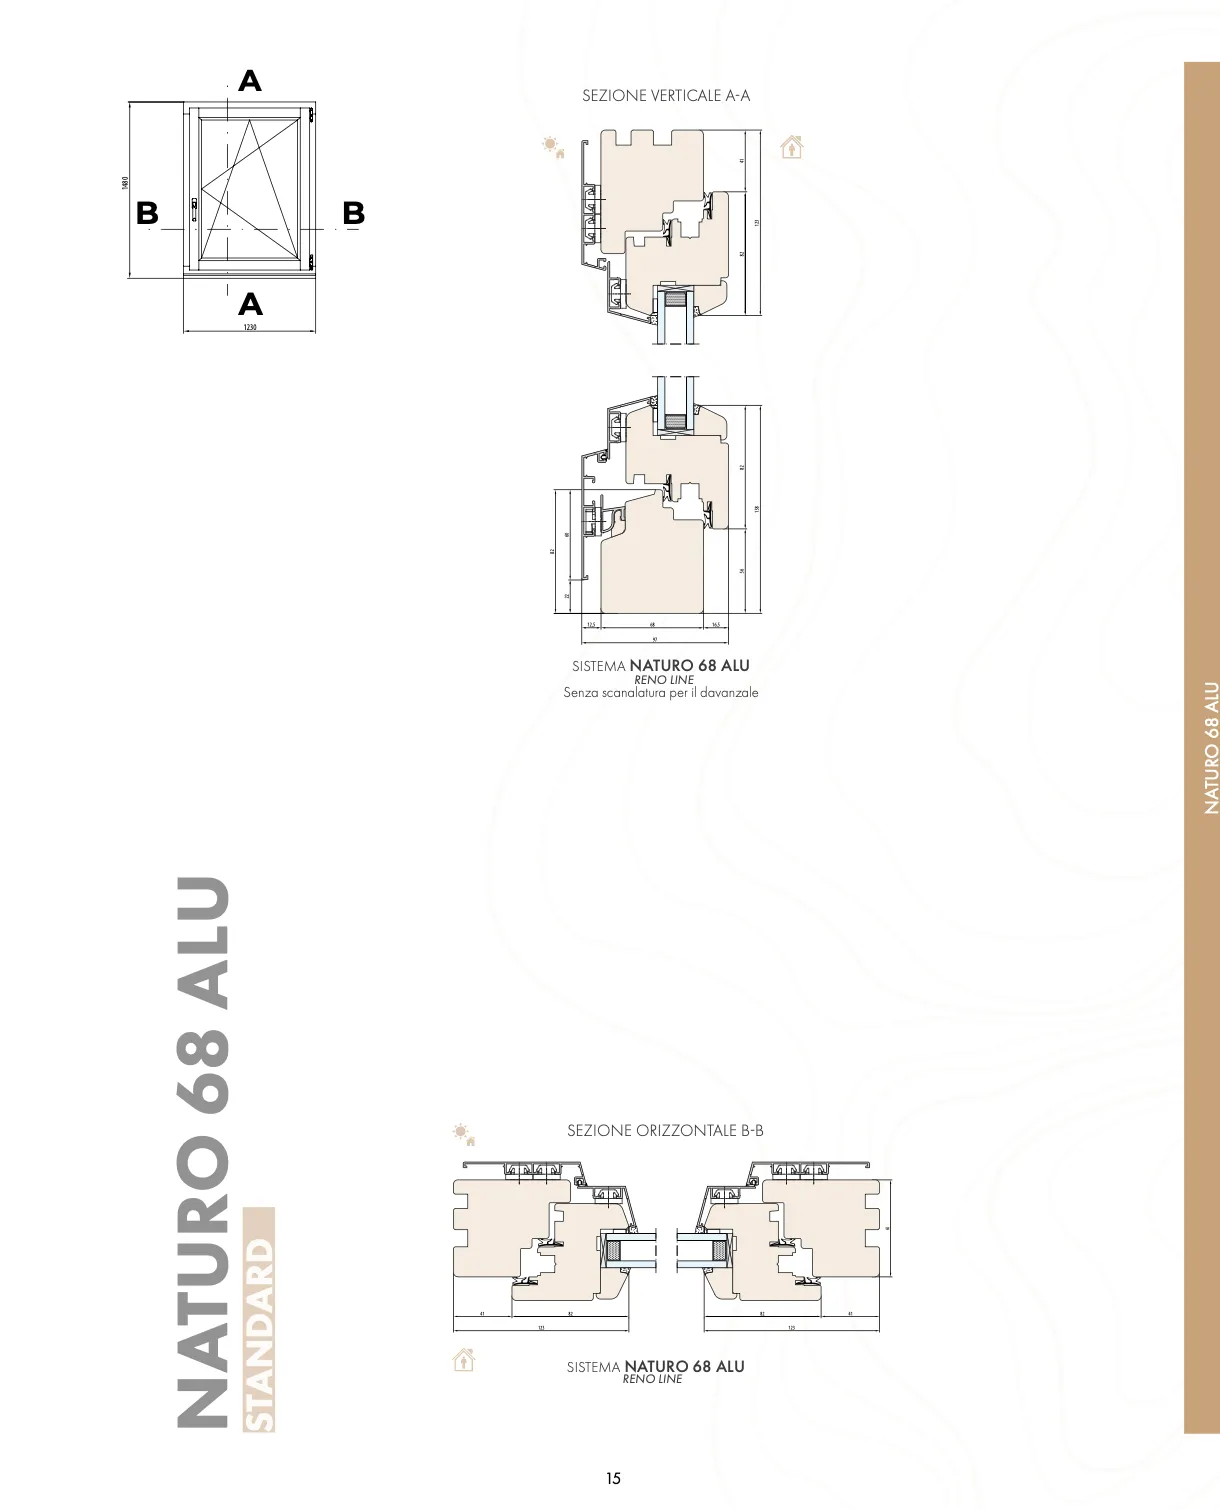 A
1480
B
B
A
1230
SEZIONE VERTICALE A-A
41
123
82
82
138
82
60
22
56
12,5
68
16,5
97
SISTEMA NATURO 68 ALU
RENO LINE
Senza scanalatura per il davanzale
NATURO 68 ALU
NATURO 68 ALU
STANDARD
SEZIONE ORIZZONTALE B-B
41
82
123
82
41
123
SISTEMA NATURO 68 ALU
RENO LINE
15